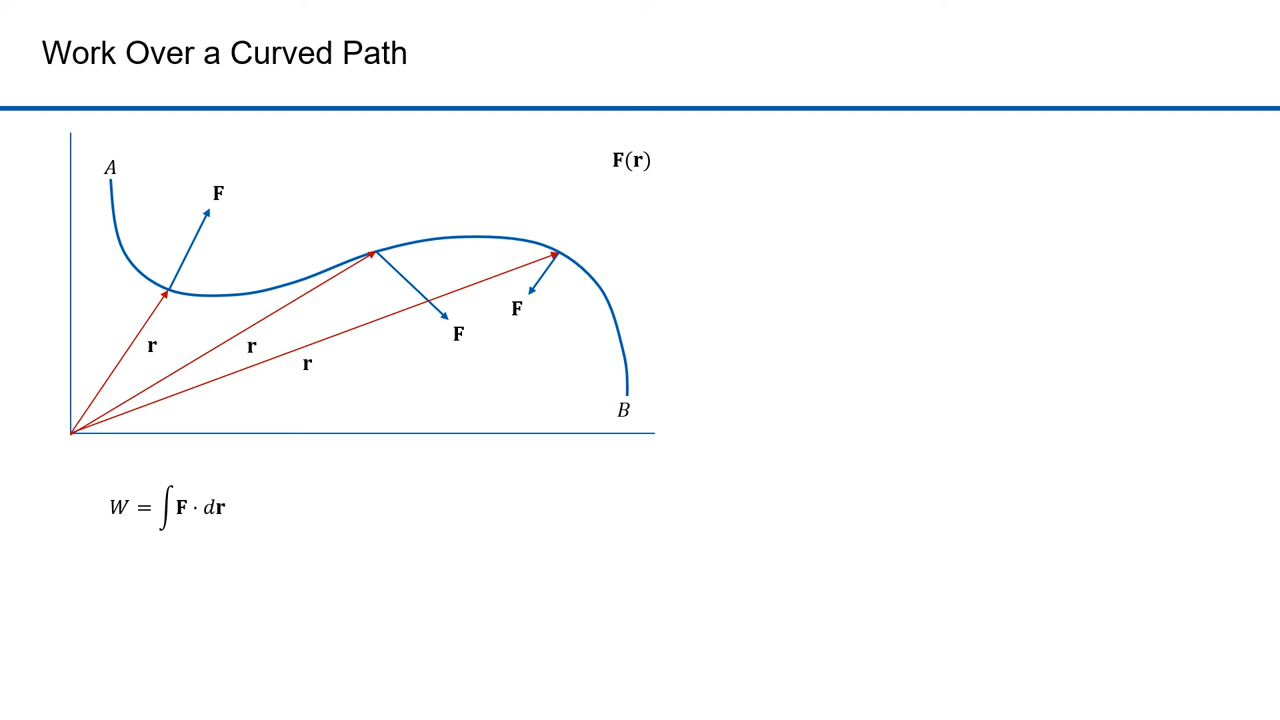 Work Over a Curved Path
A
F(r)
F
F
F
r
r
r
B
W = ∫ F · dr